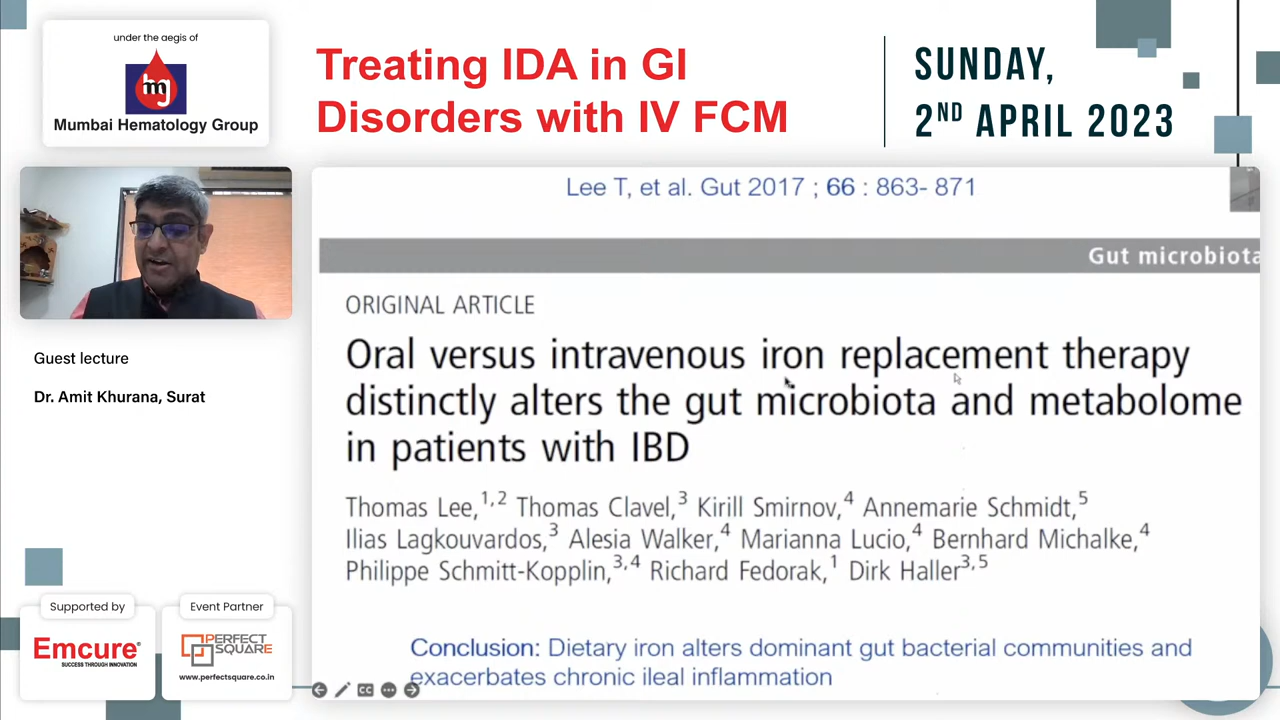 under the aegis of
mhg
Mumbai Hematology Group
Treating IDA in GI
Disorders with IV FCM
SUNDAY,
2ND APRIL 2023
Guest lecture
Dr. Amit Khurana, Surat
Lee T, et al. Gut 2017 ; 66 : 863- 871
Gut microbiota
ORIGINAL ARTICLE
Oral versus intravenous iron replacement therapy
distinctly alters the gut microbiota and metabolome
in patients with IBD
Thomas Lee,1,2 Thomas Clavel,3 Kirill Smirnov,4 Annemarie Schmidt,5
Ilias Lagkouvardos,3 Alesia Walker,4 Marianna Lucio,4 Bernhard Michalke,4
Philippe Schmitt-Kopplin,3,4 Richard Fedorak,1 Dirk Haller3,5
Conclusion: Dietary iron alters dominant gut bacterial communities and
exacerbates chronic ileal inflammation
CC
Supported by
Emcure®
SUCCESS THROUGH INNOVATION
Event Partner
PERFECT
SQUARE
www.perfectsquare.co.in